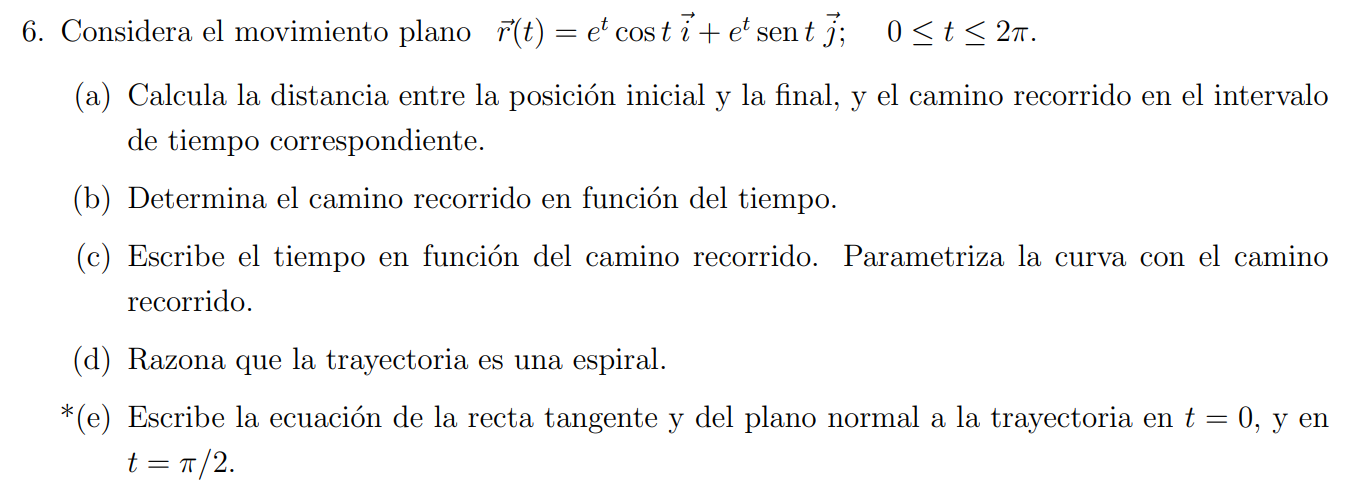 6. Considera el movimiento plano $\vec{r}(t) = e^t \cos t\, \vec{i} + e^t \operatorname{sen} t\, \vec{j}; \quad 0 \leq t \leq 2\pi.$
(a) Calcula la distancia entre la posición inicial y la final, y el camino recorrido en el intervalo
de tiempo correspondiente.
(b) Determina el camino recorrido en función del tiempo.
(c) Escribe el tiempo en función del camino recorrido. Parametriza la curva con el camino
recorrido.
(d) Razona que la trayectoria es una espiral.
*(e) Escribe la ecuación de la recta tangente y del plano normal a la trayectoria en $t = 0$, y en
$t = \pi/2$.